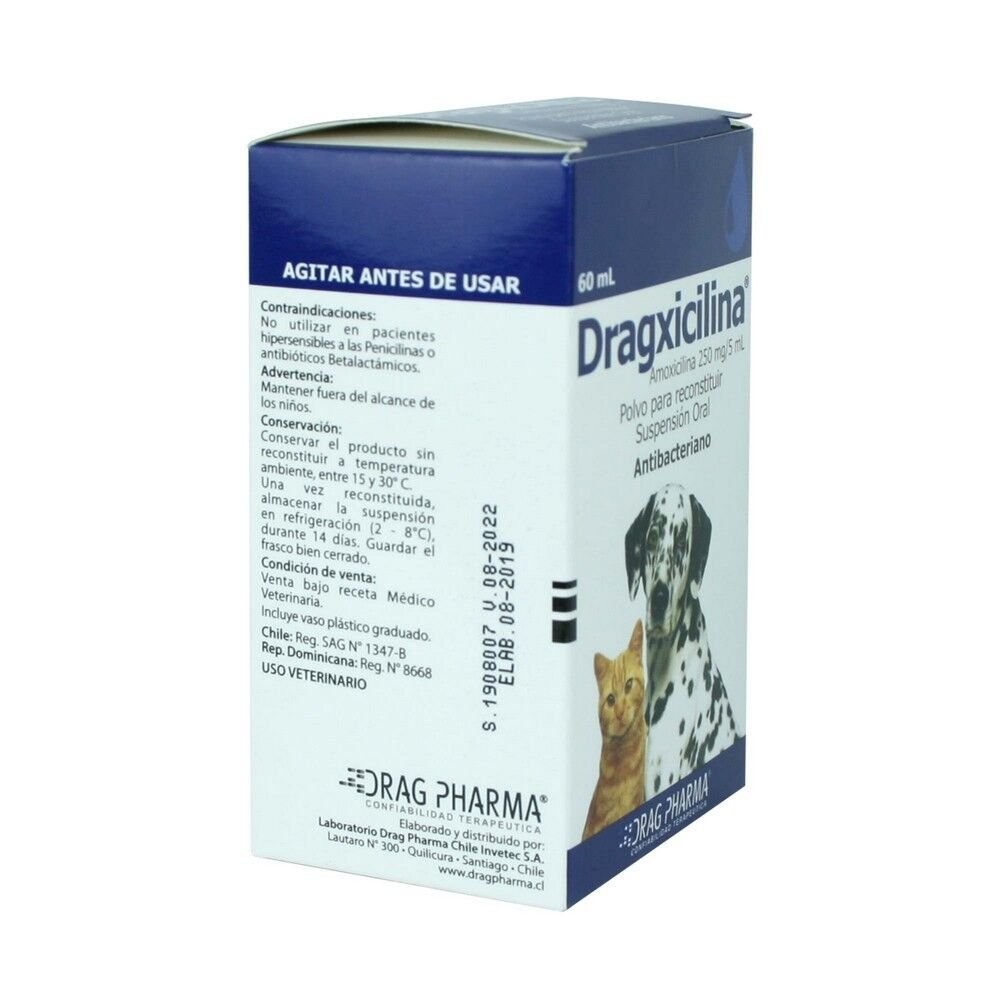 AGITAR ANTES DE USAR
Contraindicaciones:
No utilizar en pacientes
hipersensibles a las Penicilinas o
antibióticos Betalactámicos.
Advertencia:
Mantener fuera del alcance de
los niños.
Conservación:
Conservar el producto sin
reconstituir a temperatura
ambiente, entre 15 y 30° C.
Una vez reconstituida,
almacenar la suspensión
en refrigeración (2 - 8°C),
durante 14 días. Guardar el
frasco bien cerrado.
Condición de venta:
Venta bajo receta Médico
Veterinaria.
Incluye vaso plástico graduado.
Chile: Reg. SAG N° 1347-B
Rep. Dominicana: Reg. N° 8668
USO VETERINARIO
S.1908007 V.08-2022
ELAB.08-2019
DRAG PHARMA®
CONFIABILIDAD TERAPEUTICA
Elaborado y distribuido por:
Laboratorio Drag Pharma Chile Invetec S.A.
Lautaro N° 300 • Quilicura • Santiago • Chile
www.dragpharma.cl
60 mL
Dragxicilina®
Amoxicilina 250 mg/5 mL
Polvo para reconstituir
Suspensión Oral
Antibacteriano
DRAG PHARMA®
CONFIABILIDAD TERAPEUTICA